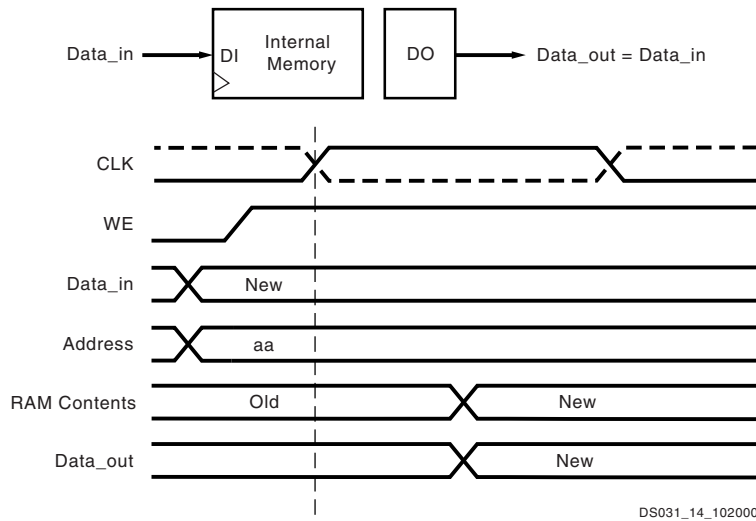 Data_in
DI
Internal
Memory
DO
Data_out = Data_in
CLK
WE
Data_in
New
Address
aa
RAM Contents
Old
New
Data_out
New
DS031_14_102000